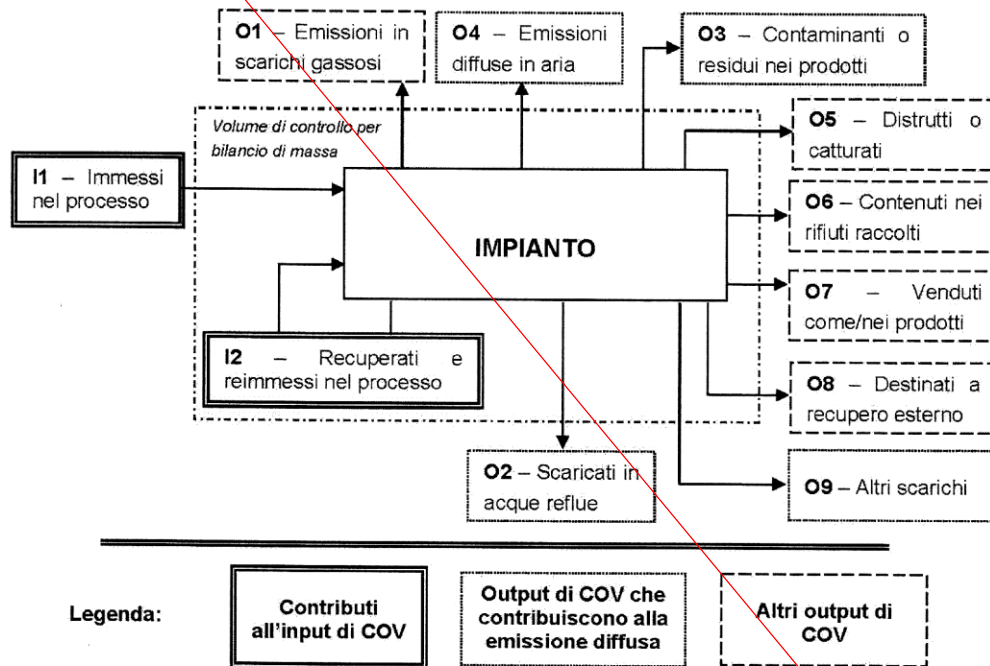 O1 – Emissioni in
scarichi gassosi
O4 – Emissioni
diffuse in aria
O3 – Contaminanti o
residui nei prodotti
Volume di controllo per
bilancio di massa
O5 – Distrutti o
catturati
I1 – Immessi
nel processo
O6 – Contenuti nei
rifiuti raccolti
IMPIANTO
O7 – Venduti
come/nei prodotti
I2 – Recuperati e
reimmessi nel processo
O8 – Destinati a
recupero esterno
O2 – Scaricati in
acque reflue
O9 – Altri scarichi
Legenda:
Contributi
all'input di COV
Output di COV che
contribuiscono alla
emissione diffusa
Altri output di
COV